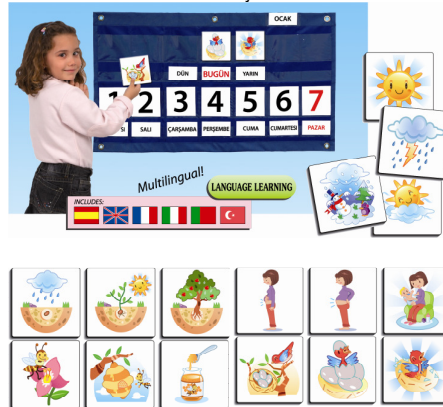 OCAK
DÜN BUGÜN YARIN
1 2 3 4 5 6 7
SI SALI ÇARŞAMBA PERŞEMBE CUMA CUMARTESİ PAZAR
Multilingual!
LANGUAGE LEARNING
INCLUDES: